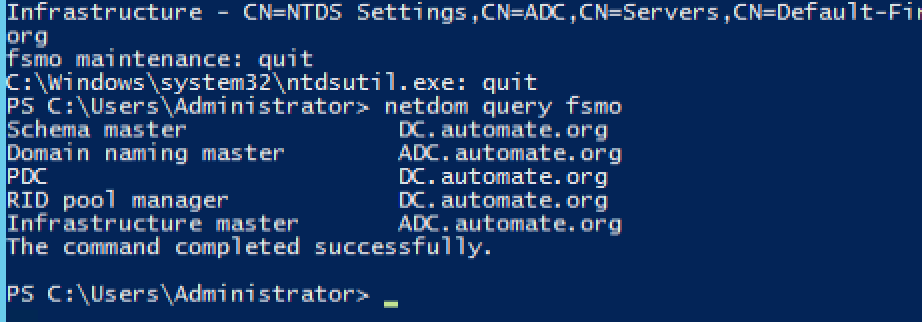 Infrastructure - CN=NTDS Settings,CN=ADC,CN=Servers,CN=Default-Fir
org
fsmo maintenance: quit
C:\Windows\system32\ntdsutil.exe: quit
PS C:\Users\Administrator> netdom query fsmo
Schema master DC.automate.org
Domain naming master ADC.automate.org
PDC DC.automate.org
RID pool manager DC.automate.org
Infrastructure master ADC.automate.org
The command completed successfully.
PS C:\Users\Administrator>